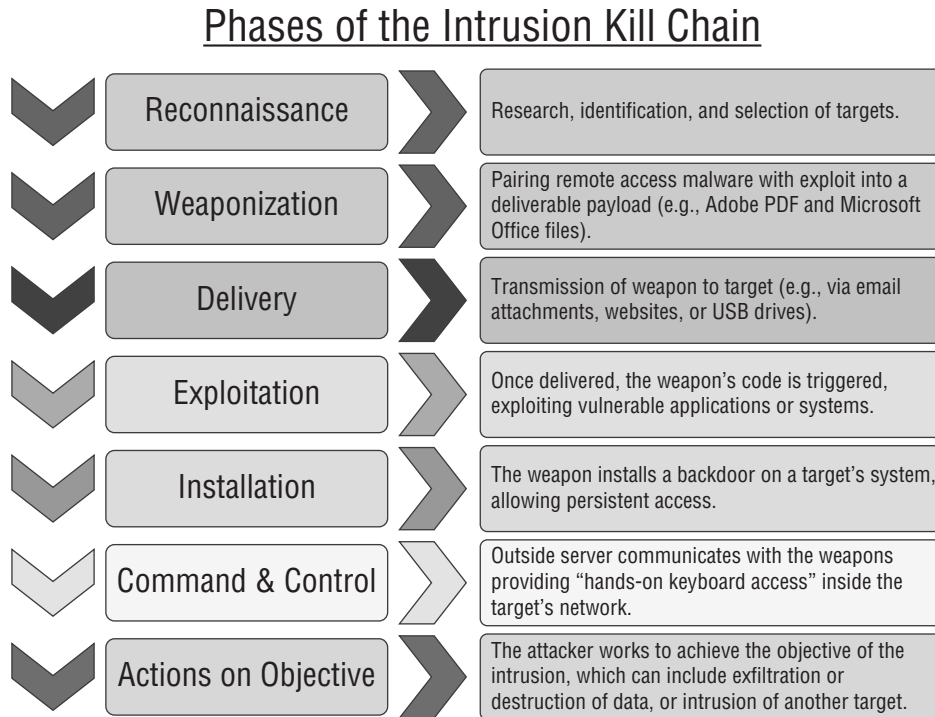 Phases of the Intrusion Kill Chain
Reconnaissance
Research, identification, and selection of targets.
Weaponization
Pairing remote access malware with exploit into a
deliverable payload (e.g., Adobe PDF and Microsoft
Office files).
Delivery
Transmission of weapon to target (e.g., via email
attachments, websites, or USB drives).
Exploitation
Once delivered, the weapon’s code is triggered,
exploiting vulnerable applications or systems.
Installation
The weapon installs a backdoor on a target’s system,
allowing persistent access.
Command & Control
Outside server communicates with the weapons
providing “hands-on keyboard access” inside the
target’s network.
Actions on Objective
The attacker works to achieve the objective of the
intrusion, which can include exfiltration or
destruction of data, or intrusion of another target.